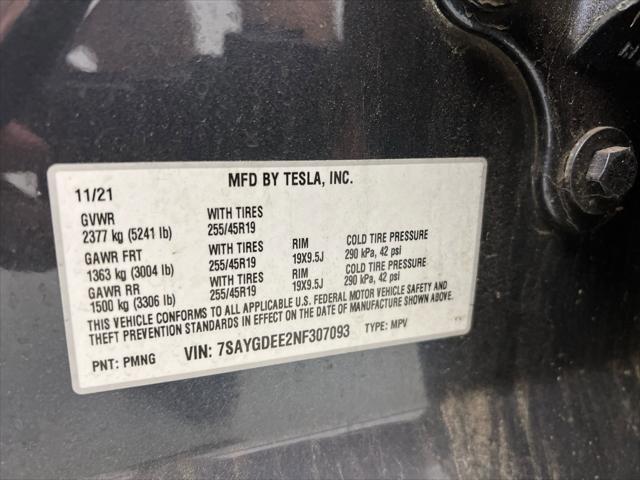 MFD BY TESLA, INC.
11/21
GVWR WITH TIRES
2377 kg (5241 lb) 255/45R19
GAWR FRT WITH TIRES RIM COLD TIRE PRESSURE
1363 kg (3004 lb) 255/45R19 19X9.5J 290 kPa, 42 psi
GAWR RR WITH TIRES RIM COLD TIRE PRESSURE
1500 kg (3306 lb) 255/45R19 19X9.5J 290 kPa, 42 psi
THIS VEHICLE CONFORMS TO ALL APPLICABLE U.S. FEDERAL MOTOR VEHICLE SAFETY AND
THEFT PREVENTION STANDARDS IN EFFECT ON THE DATE OF MANUFACTURE SHOWN ABOVE.
PNT: PMNG VIN: 7SAYGDEE2NF307093 TYPE: MPV